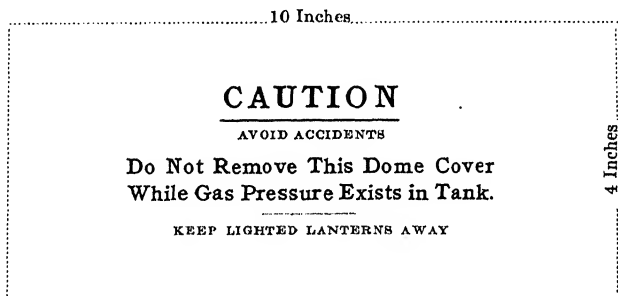 10 Inches
CAUTION
AVOID ACCIDENTS
Do Not Remove This Dome Cover
While Gas Pressure Exists in Tank.
KEEP LIGHTED LANTERNS AWAY
4 Inches